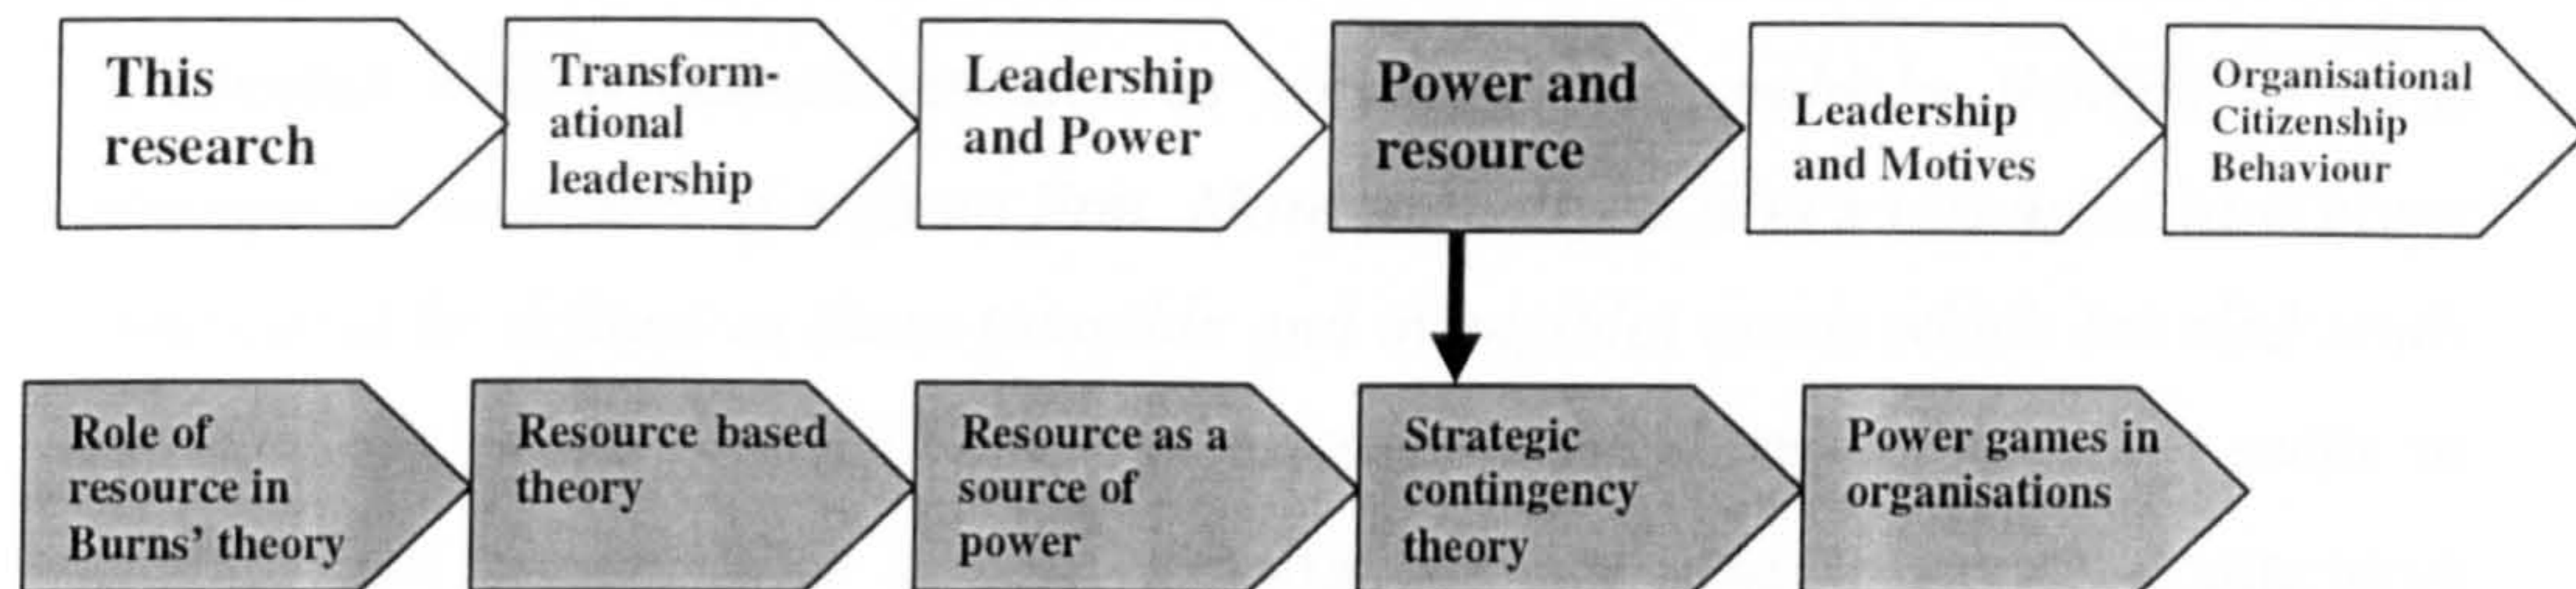 This
research
Transform-
ational
leadership
Leadership
and Power
Power and
resource
Leadership
and Motives
Organisational
Citizenship
Behaviour
Role of
resource in
Burns' theory
Resource based
theory
Resource as a
source of
power
Strategic
contingency
theory
Power games in
organisations